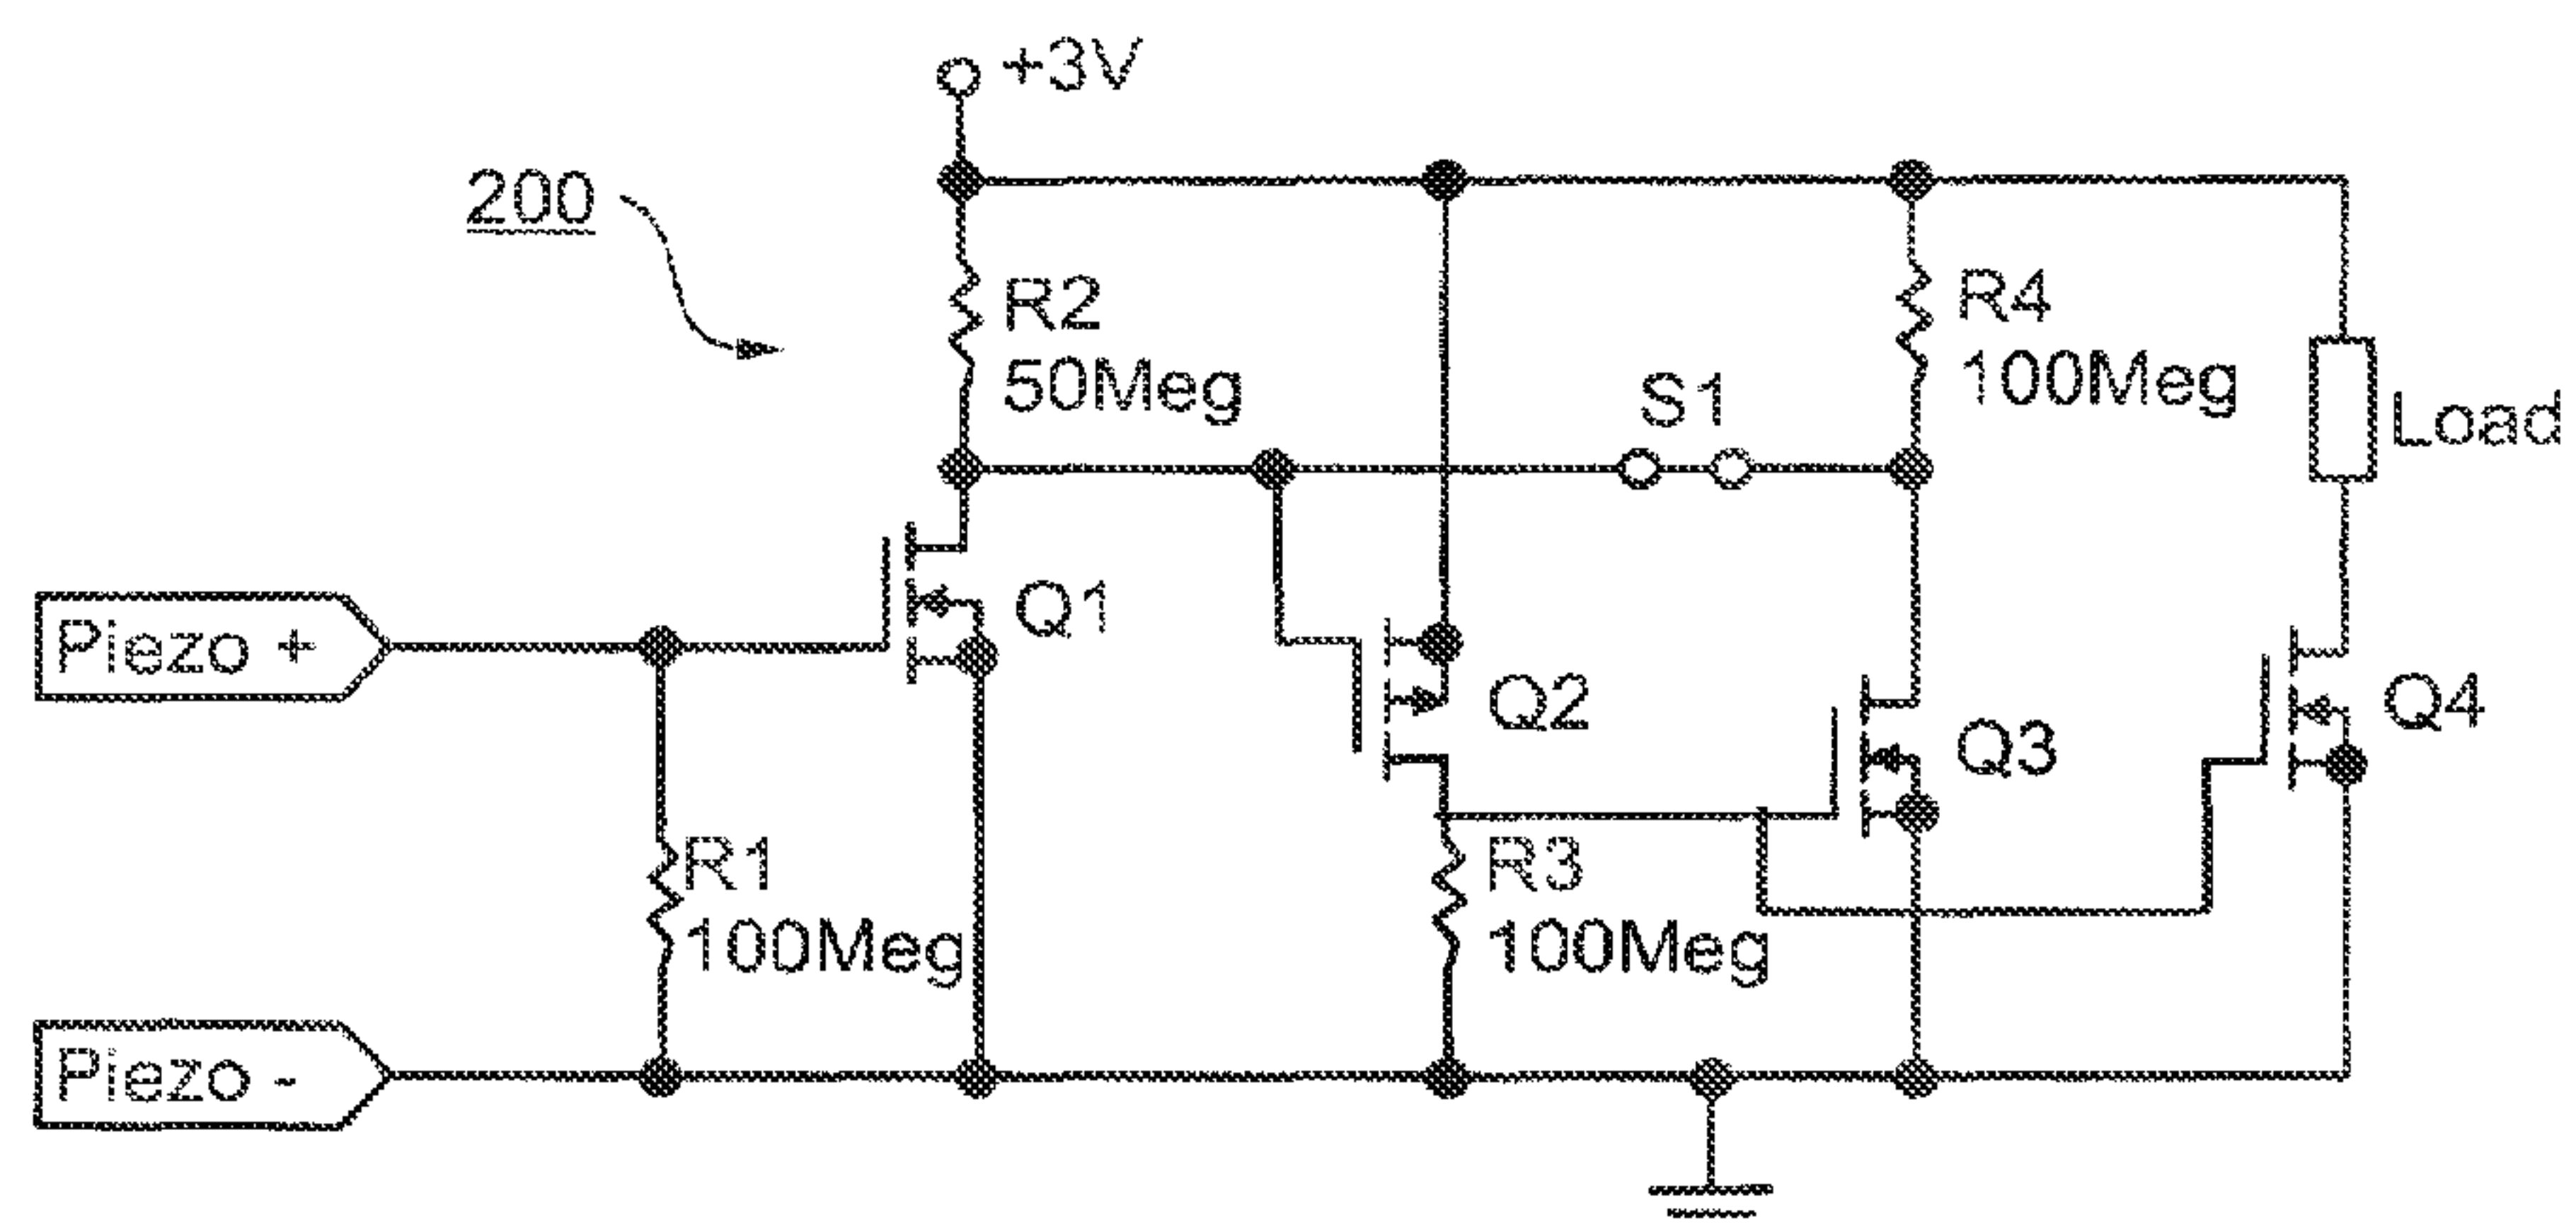 +3V
200
R2
50Meg
R4
100Meg
S1
Load
Piezo +
Q1
Q2
Q3
Q4
R1
100Meg
R3
100Meg
Piezo -